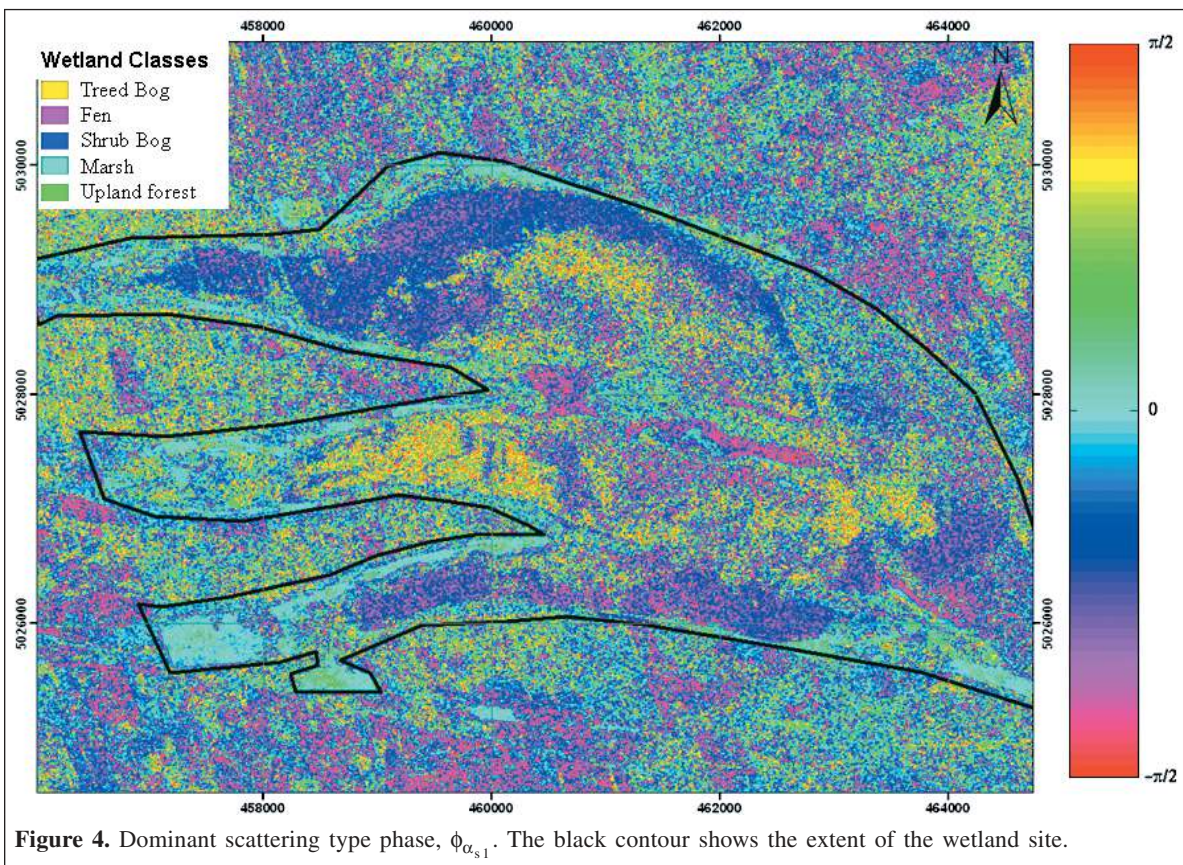 458000 460000 462000 464000
Wetland Classes
Treed Bog
Fen
Shrub Bog
Marsh
Upland forest
N
π/2
0
−π/2
5030000 5030000
5028000 5028000
5026000 5026000
458000 460000 462000 464000
Figure 4. Dominant scattering type phase, ϕαs1. The black contour shows the extent of the wetland site.